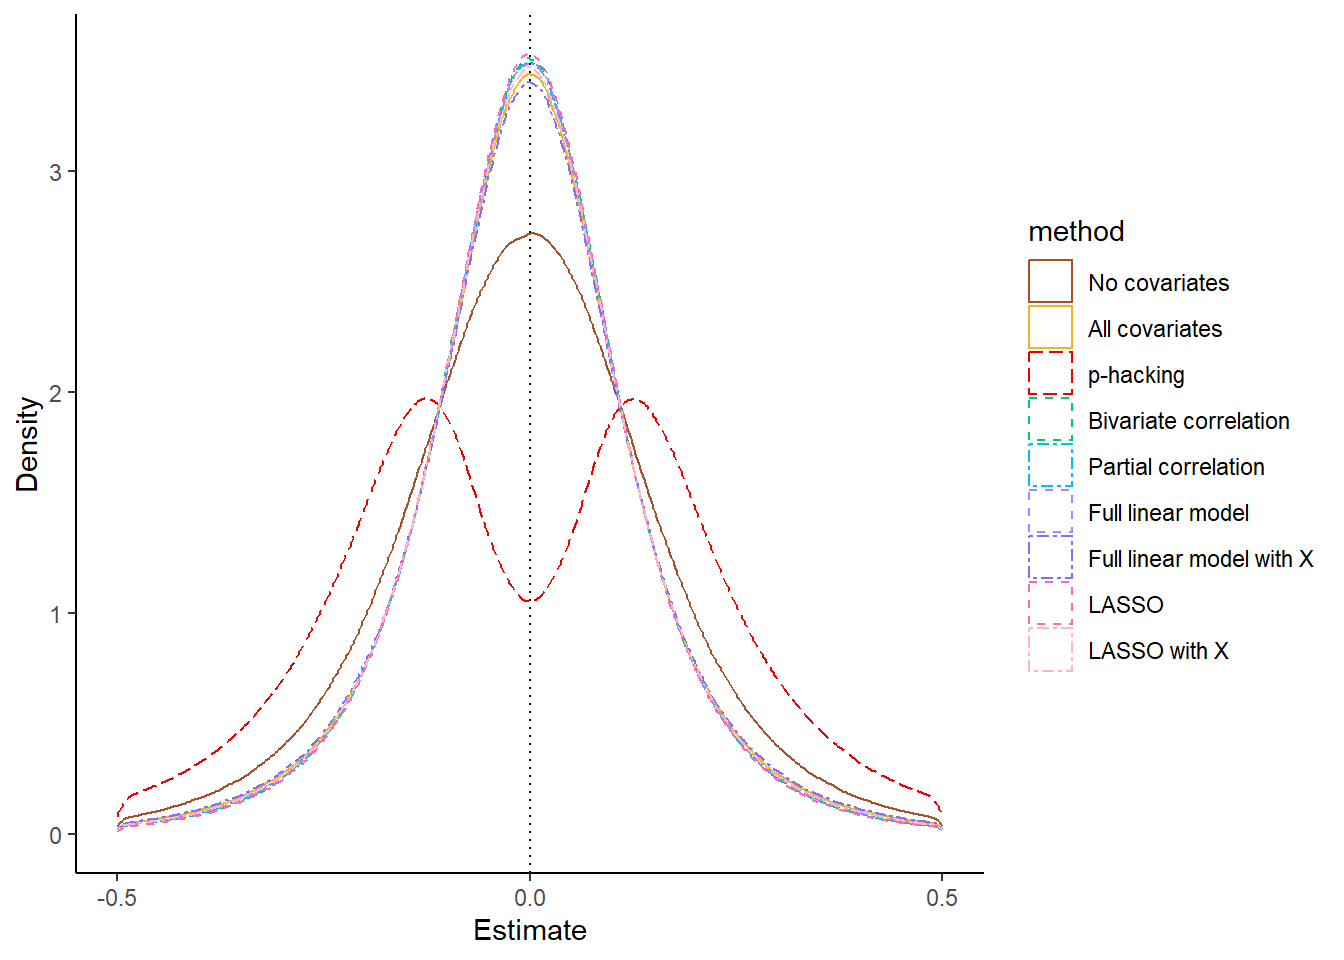 3
2
1
0
Density
-0.5
0.0
0.5
Estimate
method
No covariates
All covariates
p-hacking
Bivariate correlation
Partial correlation
Full linear model
Full linear model with X
LASSO
LASSO with X